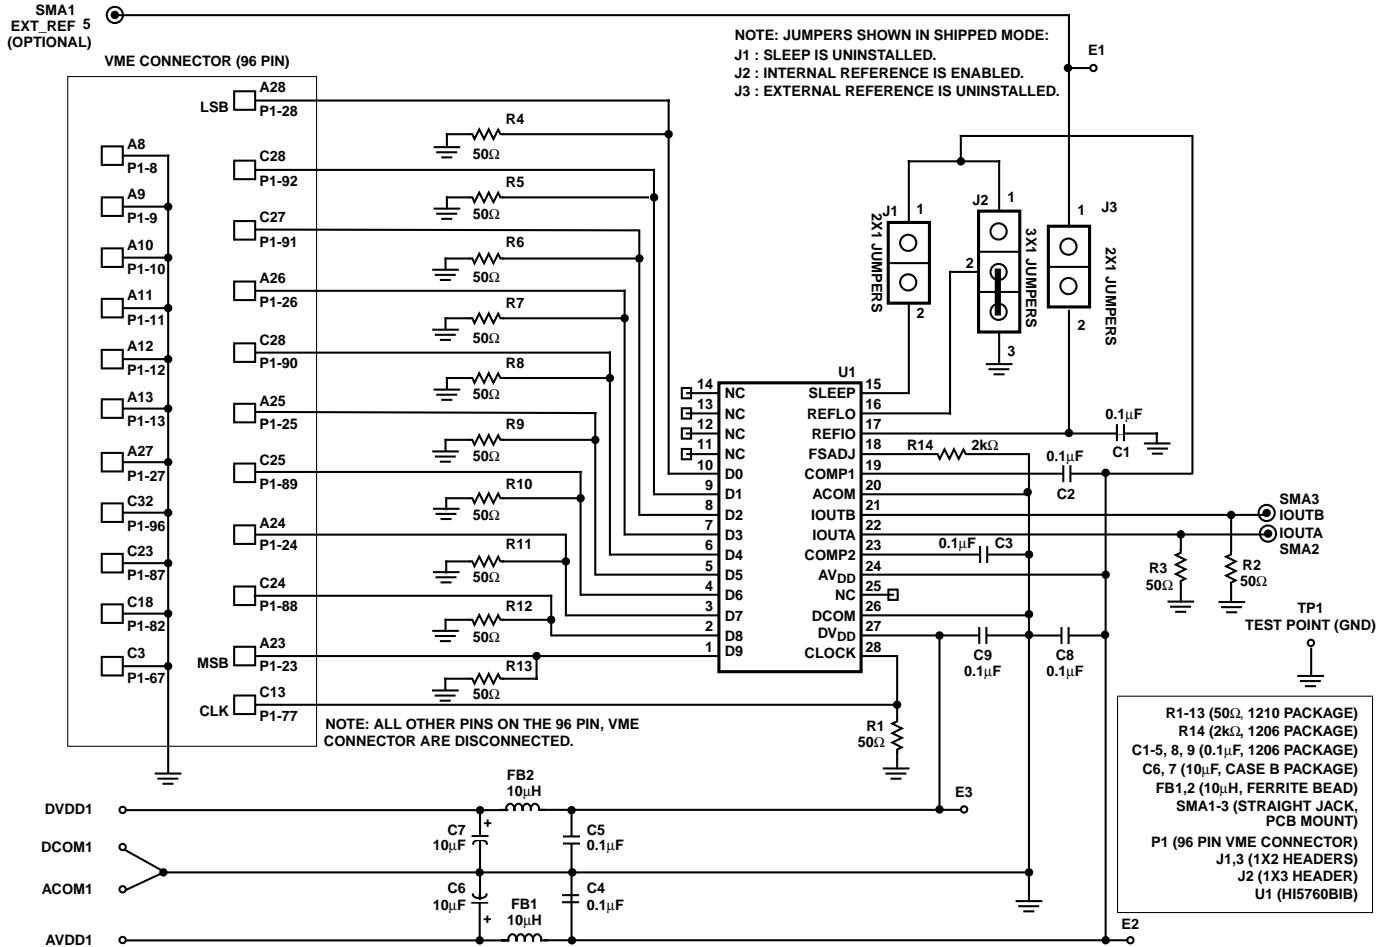 SMA1
EXT_REF 5
(OPTIONAL)
VME CONNECTOR (96 PIN)
NOTE: JUMPERS SHOWN IN SHIPPED MODE:
J1 : SLEEP IS UNINSTALLED.
J2 : INTERNAL REFERENCE IS ENABLED.
J3 : EXTERNAL REFERENCE IS UNINSTALLED.
E1
LSB
A28
P1-28
A8
P1-8
C28
P1-92
A9
P1-9
C27
P1-91
A10
P1-10
A26
P1-26
A11
P1-11
C28
P1-90
A12
P1-12
A25
P1-25
A13
P1-13
C25
P1-89
A27
P1-27
A24
P1-24
C32
P1-96
C24
P1-88
C23
P1-87
MSB
A23
P1-23
C18
P1-82
CLK
C13
P1-77
C3
P1-67
R4
50Ω
R5
50Ω
R6
50Ω
R7
50Ω
R8
50Ω
R9
50Ω
R10
50Ω
R11
50Ω
R12
50Ω
R13
50Ω
NOTE: ALL OTHER PINS ON THE 96 PIN, VME
CONNECTOR ARE DISCONNECTED.
J1
1
2X1 JUMPERS
2
J2
1
2
3X1 JUMPERS
3
1
J3
2X1 JUMPERS
2
U1
14 NC
13 NC
12 NC
11 NC
10 D0
9 D1
8 D2
7 D3
6 D4
5 D5
4 D6
3 D7
2 D8
1 D9
SLEEP 15
REFLO 16
REFIO 17
FSADJ 18
COMP1 19
ACOM 20
IOUTB 21
IOUTA 22
COMP2 23
AVDD 24
NC 25
DCOM 26
DVDD 27
CLOCK 28
0.1μF
C1
R14 2kΩ
0.1μF
C2
0.1μF C3
SMA3
IOUTB
IOUTA
SMA2
R3
50Ω
R2
50Ω
C9
0.1μF
C8
0.1μF
TP1
TEST POINT (GND)
R1
50Ω
R1-13 (50Ω, 1210 PACKAGE)
R14 (2kΩ, 1206 PACKAGE)
C1-5, 8, 9 (0.1μF, 1206 PACKAGE)
C6, 7 (10μF, CASE B PACKAGE)
FB1,2 (10μH, FERRITE BEAD)
SMA1-3 (STRAIGHT JACK,
PCB MOUNT)
P1 (96 PIN VME CONNECTOR)
J1,3 (1X2 HEADERS)
J2 (1X3 HEADER)
U1 (HI5760BIB)
DVDD1
FB2
10μH
E3
C7
10μF
+
C5
0.1μF
DCOM1
ACOM1
C6
10μF
+
C4
0.1μF
FB1
10μH
AVDD1
E2